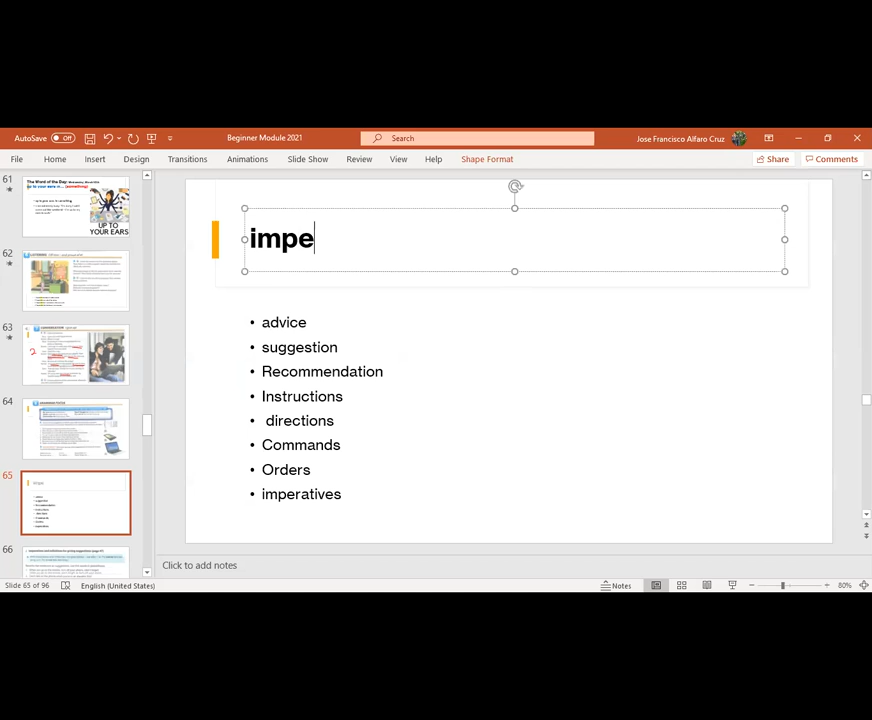 AutoSave Off
Beginner Module 2021
Search
Jose Francisco Alfaro Cruz
File Home Insert Design Transitions Animations Slide Show Review View Help Shape Format
Share Comments
61
UP TO
YOUR EARS
62
63
64
65
66
impe
• advice
• suggestion
• Recommendation
• Instructions
• directions
• Commands
• Orders
• imperatives
Click to add notes
Slide 65 of 96 English (United States)
Notes
80%